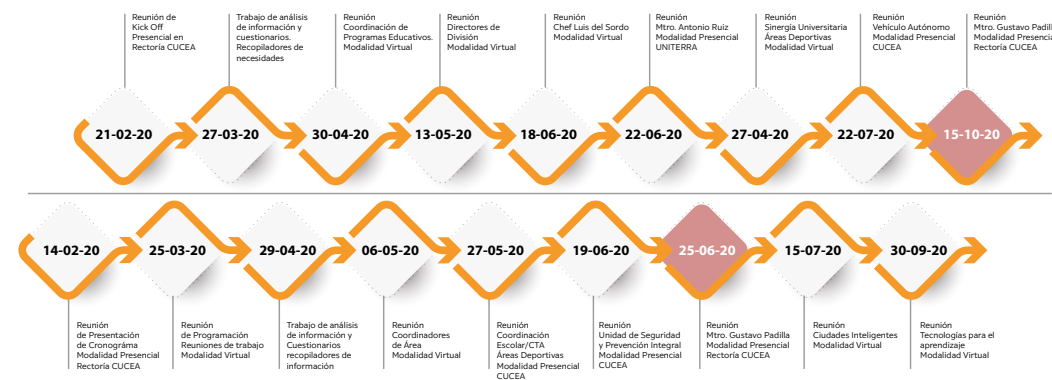 Reunión de
Kick Off
Presencial en
Rectoría CUCEA
Trabajo de análisis
de información y
cuestionarios.
Recopiladores de
necesidades
Reunión
Coordinación de
Programas Educativos.
Modalidad Virtual
Reunión
Directores de
División
Modalidad Virtual
Reunión
Chef Luis del Sordo
Modalidad Virtual
Reunión
Mtro. Antonio Ruiz
Modalidad Presencial
UNITERRA
Reunión
Sinergía Universitaria
Áreas Deportivas
Modalidad Virtual
Reunión
Vehículo Autónomo
Modalidad Presencial
CUCEA
Reunión
Mtro. Gustavo Padilla
Modalidad Presencial
Rectoría CUCEA
21-02-20
27-03-20
30-04-20
13-05-20
18-06-20
22-06-20
27-04-20
22-07-20
15-10-20
14-02-20
25-03-20
29-04-20
06-05-20
27-05-20
19-06-20
25-06-20
15-07-20
30-09-20
Reunión
de Presentación
de Cronográma
Modalidad Presencial
Rectoría CUCEA
Reunión
de Programación
Reuniones de trabajo
Modalidad Virtual
Trabajo de análisis
de información y
Cuestionarios
recopiladores de
información
Reunión
Coordinadores
de Área
Modalidad Virtual
Reunión
Coordinación
Escolar/CTA
Áreas Deportivas
Modalidad Presencial
CUCEA
Reunión
Unidad de Seguridad
y Prevención Integral
Modalidad Presencial
CUCEA
Reunión
Mtro. Gustavo Padilla
Modalidad Presencial
Rectoría CUCEA
Reunión
Ciudades Inteligentes
Modalidad Virtual
Reunión
Tecnologías para el
aprendizaje
Modalidad Virtual